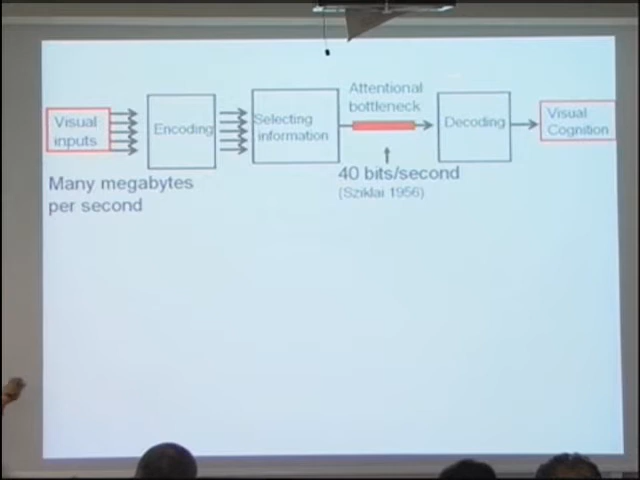 Visual
inputs
Encoding
Selecting
information
Attentional
bottleneck
Decoding
Visual
Cognition
Many megabytes
per second
40 bits/second
(Sziklai 1956)